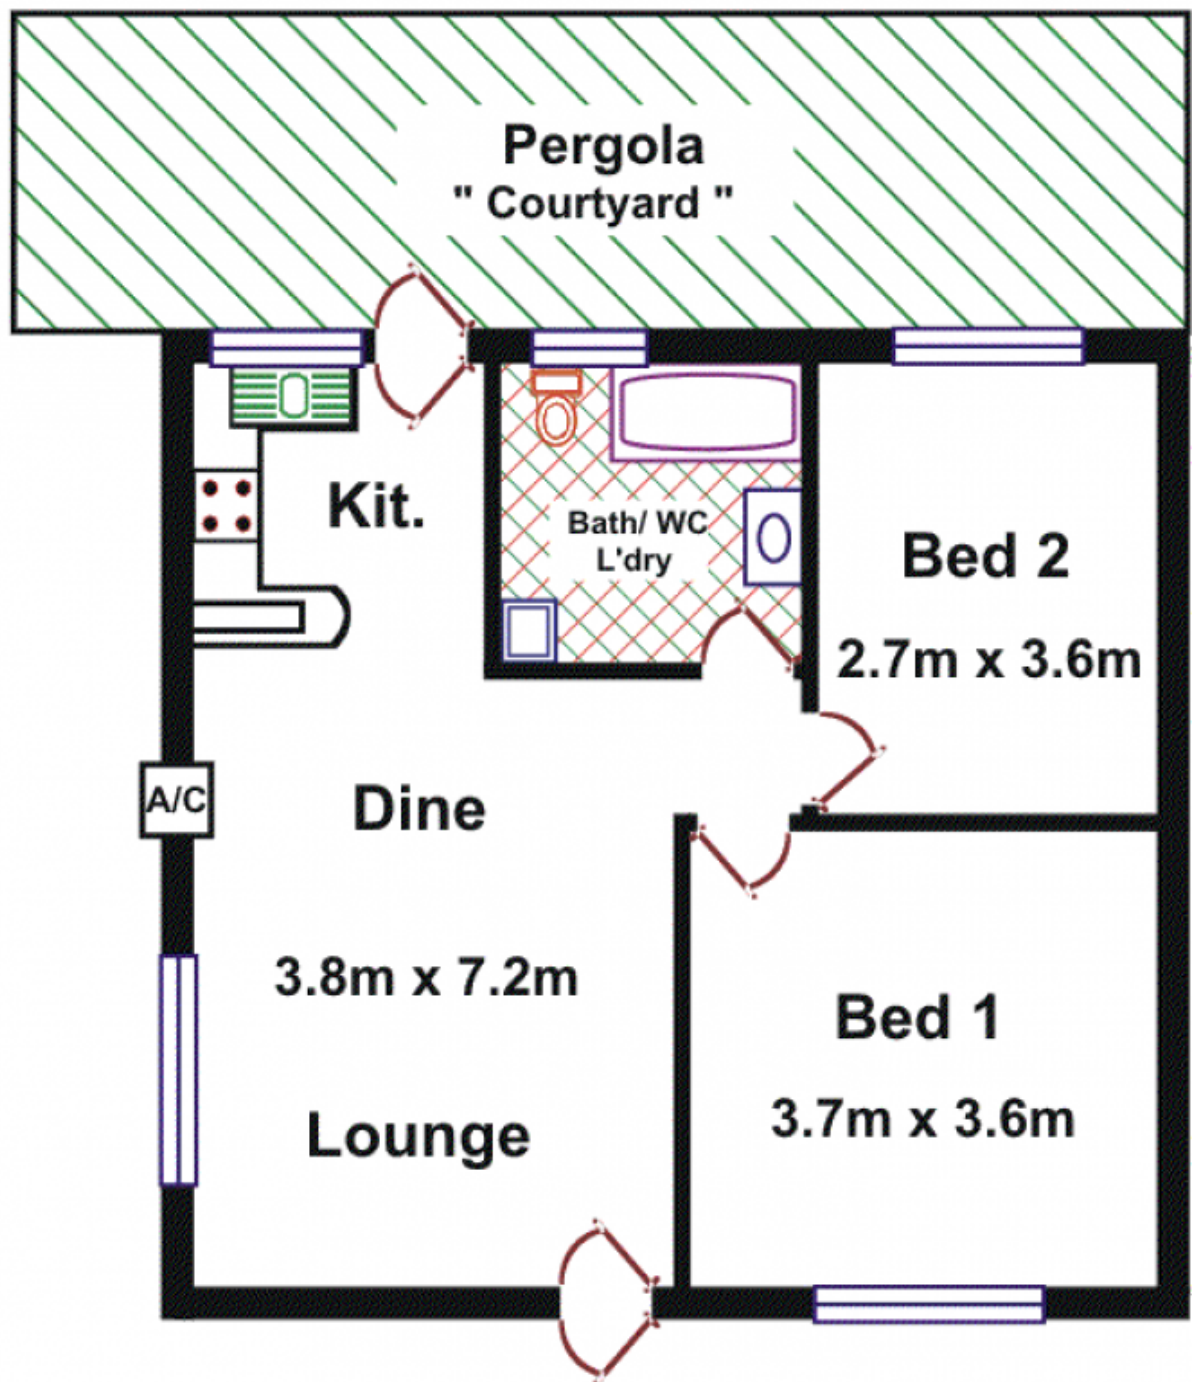 Pergola
" Courtyard "
Kit.
Bath/ WC
L'dry
Bed 2
2.7m x 3.6m
A/C
Dine
3.8m x 7.2m
Lounge
Bed 1
3.7m x 3.6m